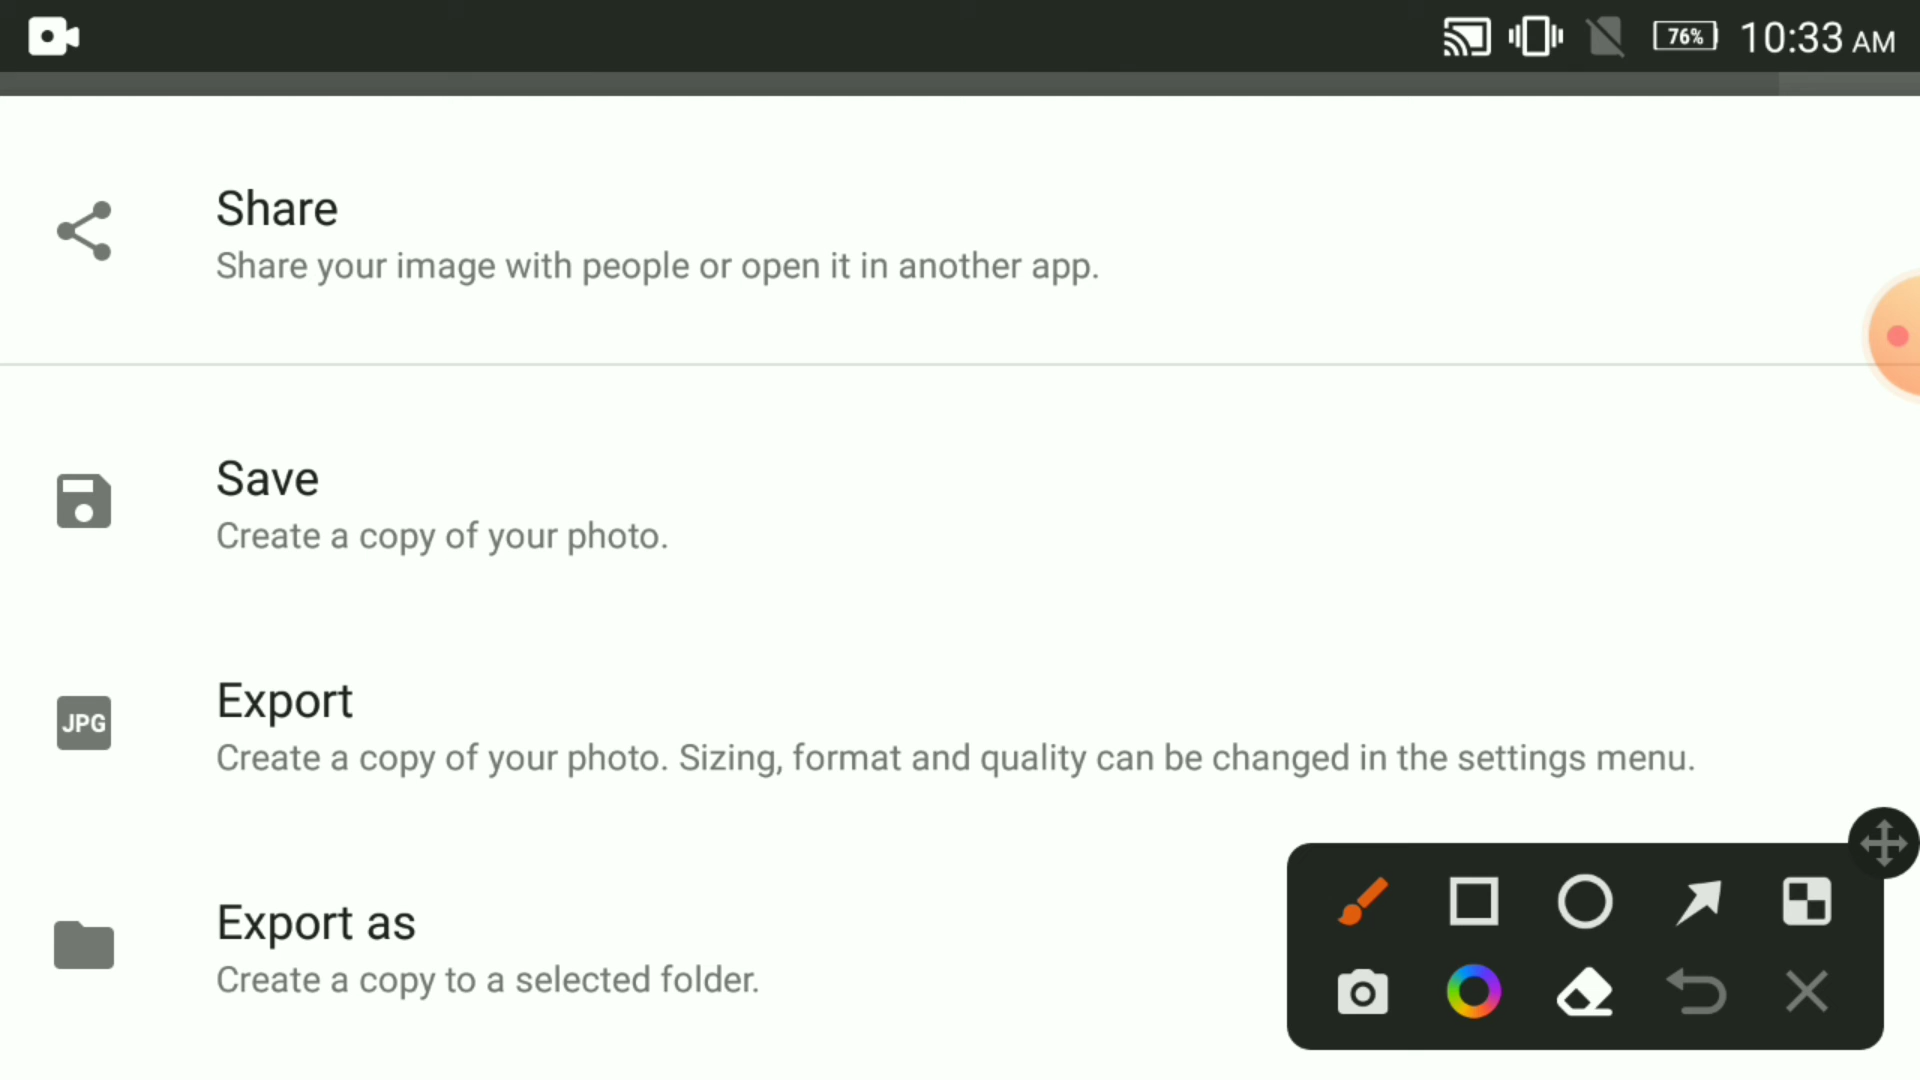 76% 10:33 AM
Share
Share your image with people or open it in another app.
Save
Create a copy of your photo.
JPG
Export
Create a copy of your photo. Sizing, format and quality can be changed in the settings menu.
Export as
Create a copy to a selected folder.